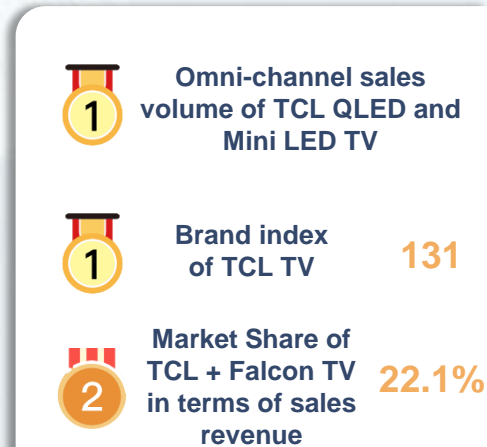 1
Omni-channel sales
volume of TCL QLED and
Mini LED TV
1
Brand index
of TCL TV
131
2
Market Share of
TCL + Falcon TV
in terms of sales
revenue
22.1%